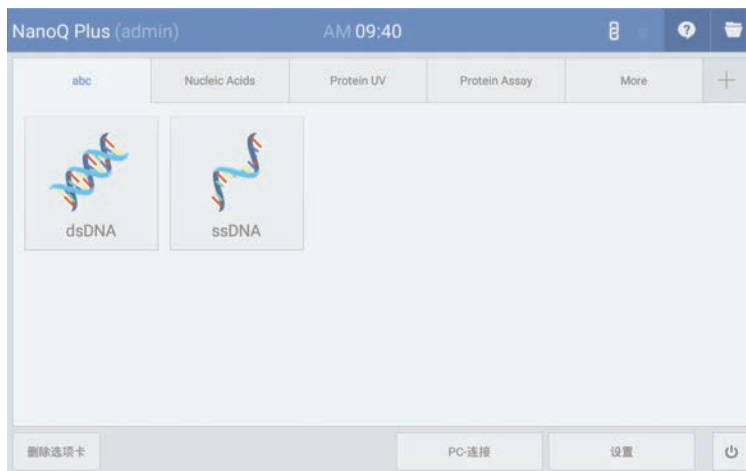 NanoQ Plus (admin) AM 09:40
abc Nucleic Acids Protein UV Protein Assay More
dsDNA ssDNA
删除选项卡 PC-连接 设置